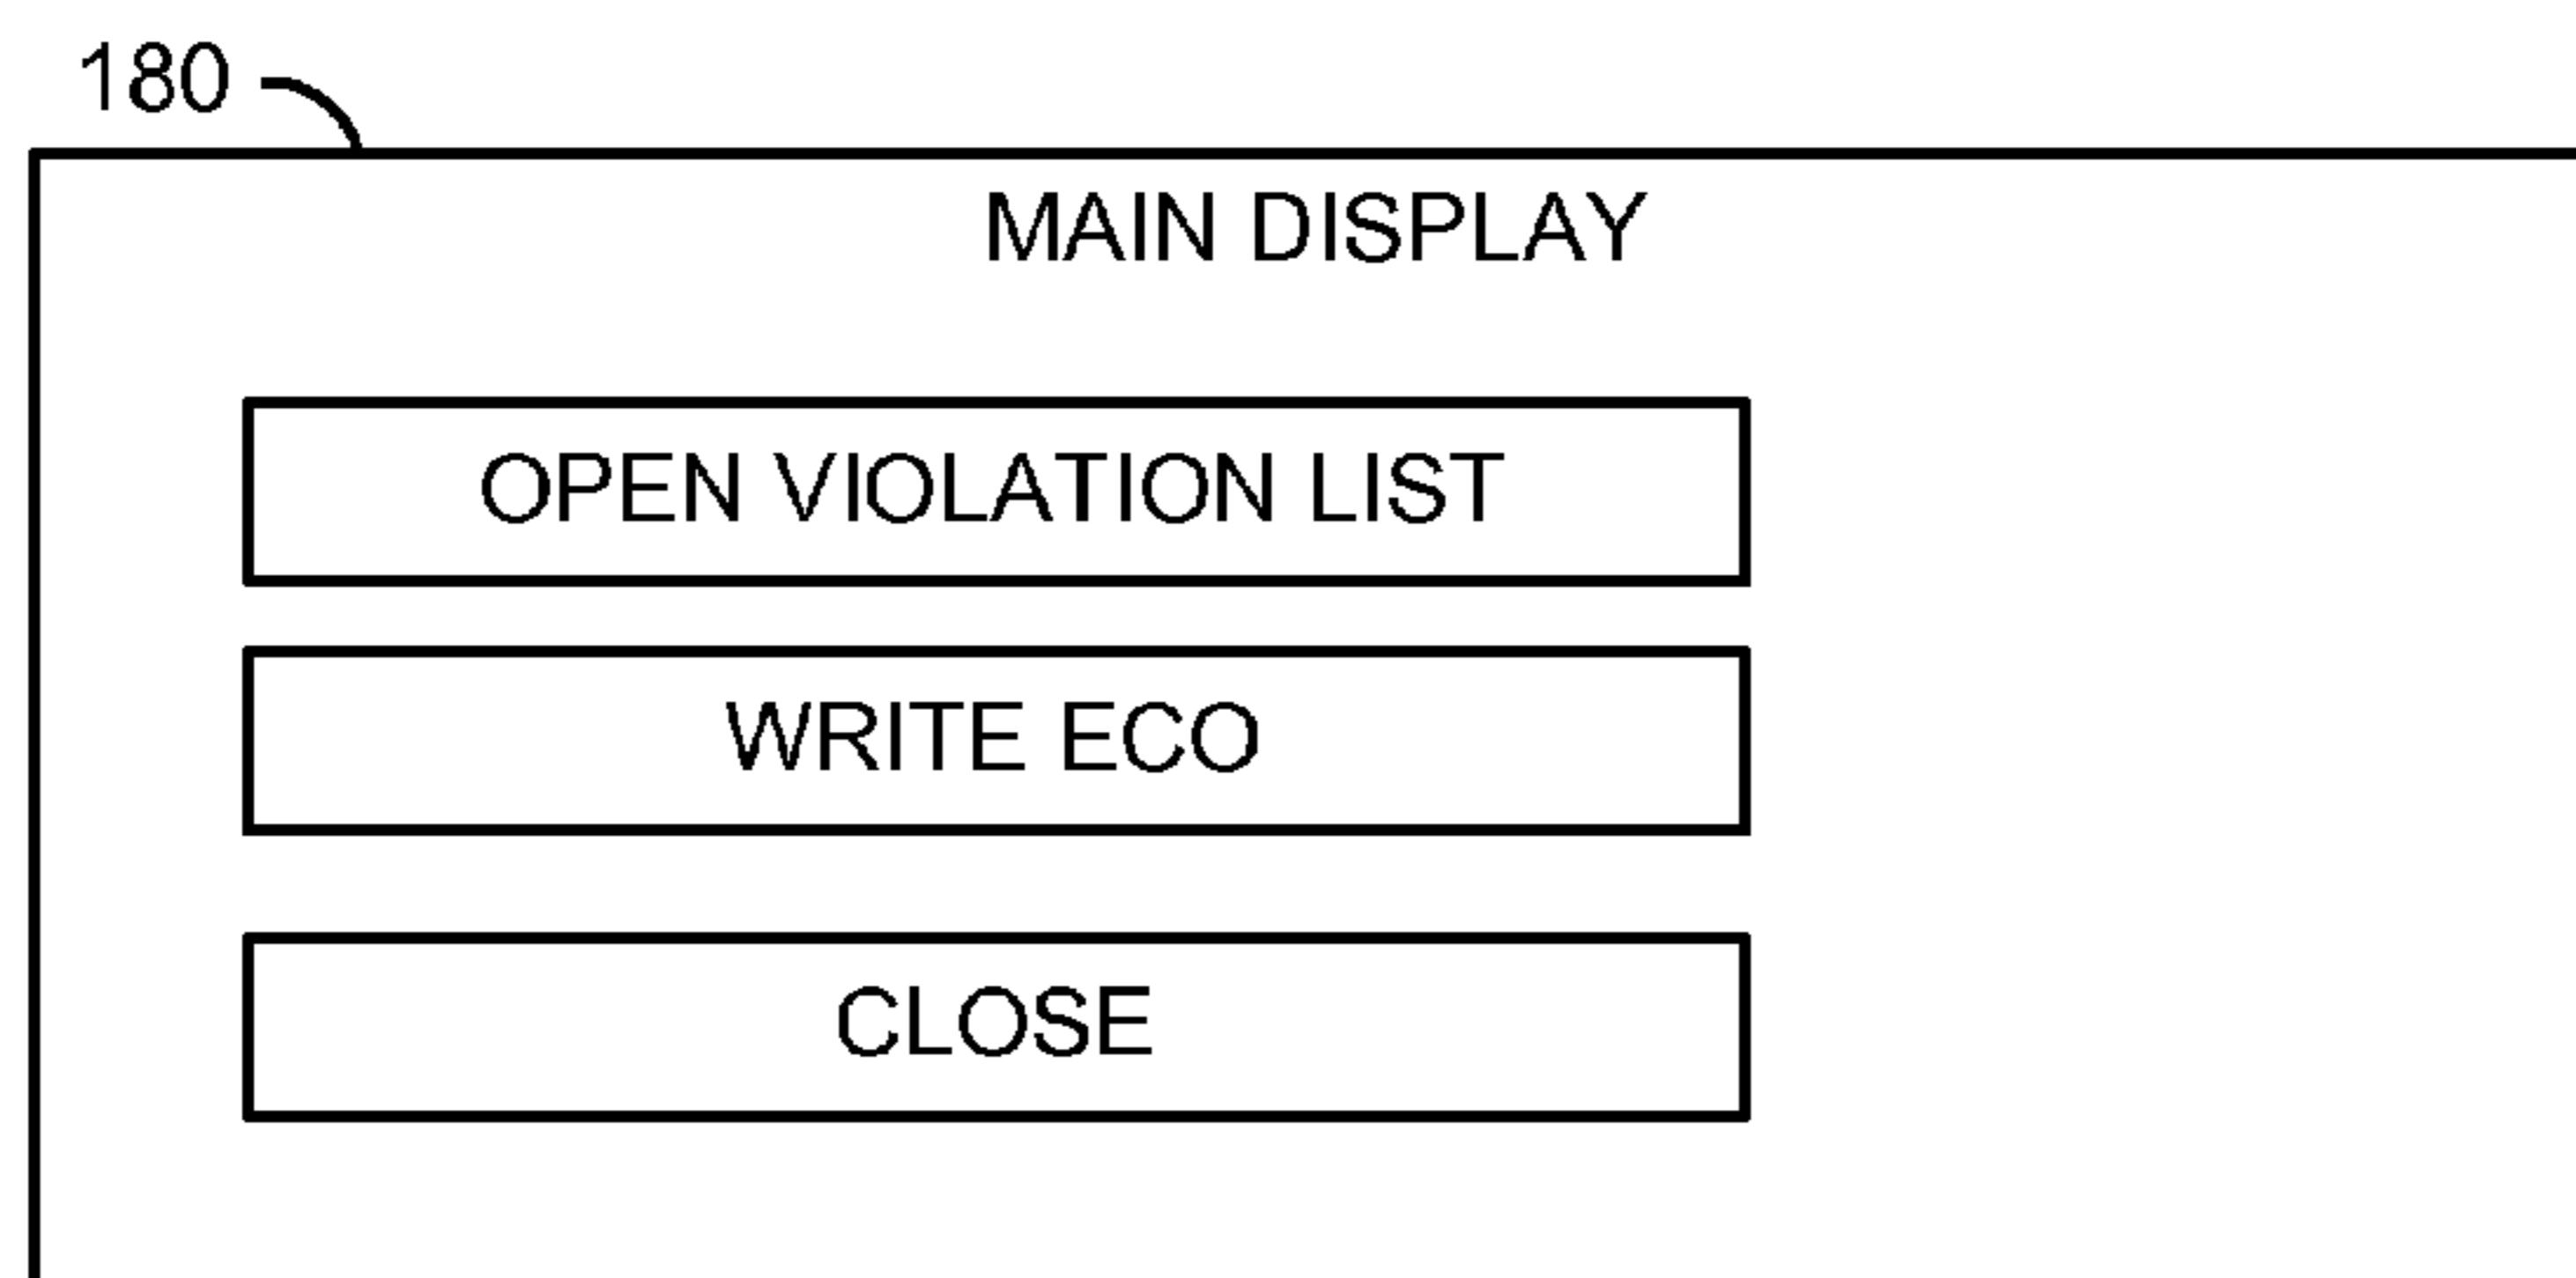 180
MAIN DISPLAY
OPEN VIOLATION LIST
WRITE ECO
CLOSE